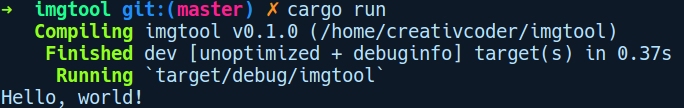 ➜ imgtool git:(master) ✗ cargo run
Compiling imgtool v0.1.0 (/home/creativcoder/imgtool)
Finished dev [unoptimized + debuginfo] target(s) in 0.37s
Running `target/debug/imgtool`
Hello, world!